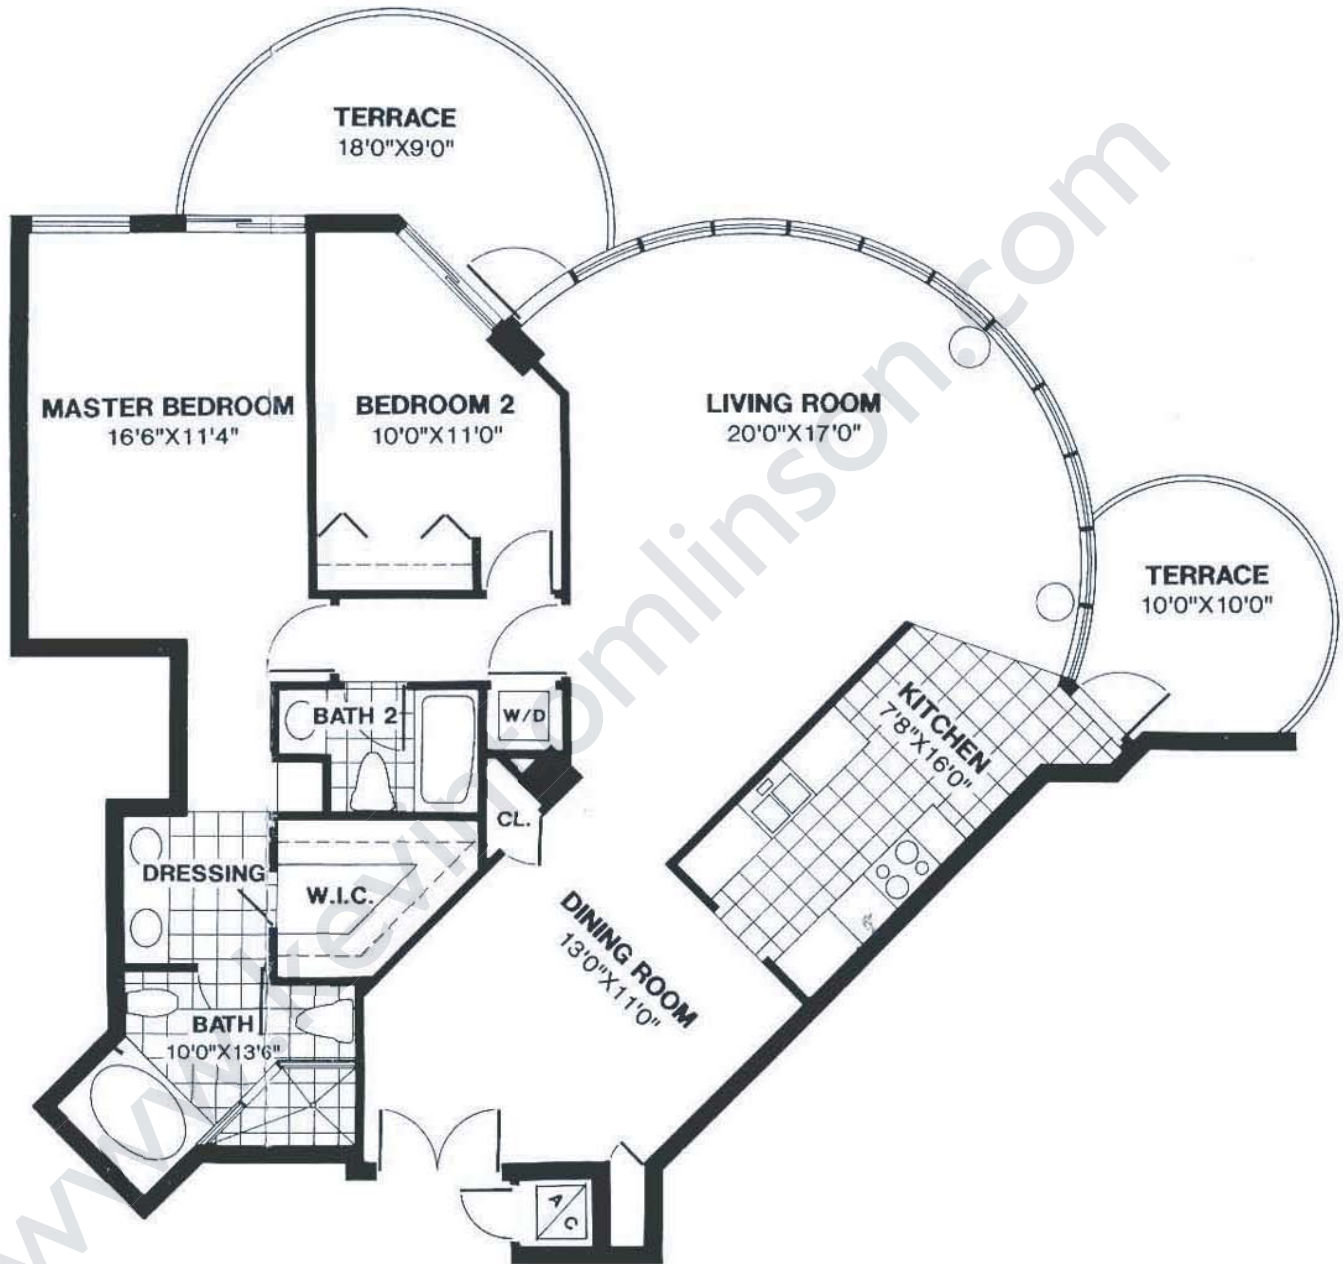 TERRACE
18'0"X9'0"
MASTER BEDROOM
16'6"X11'4"
BEDROOM 2
10'0"X11'0"
LIVING ROOM
20'0"X17'0"
TERRACE
10'0"X10'0"
KITCHEN
7'8"X16'0"
BATH 2
W/D
CL.
DRESSING
W.I.C.
DINING ROOM
13'0"X11'0"
BATH
10'0"X13'6"
A/C
www.kevintomlinson.com